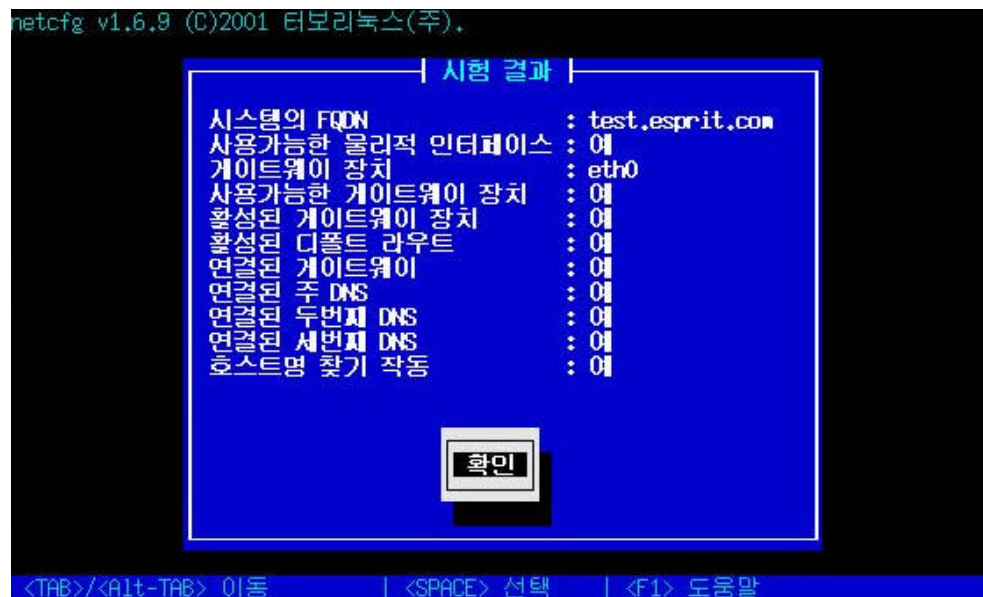 netcfg v1.6.9 (C)2001 터보리눅스(주).
시험 결과
시스템의 FQDN : test.esprit.com
사용가능한 물리적 인터페이스 : 예
게이트웨이 장치 : eth0
사용가능한 게이트웨이 장치 : 예
활성된 게이트웨이 장치 : 예
활성된 디폴트 라우트 : 예
연결된 게이트웨이 : 예
연결된 주 DNS : 예
연결된 두번째 DNS : 예
연결된 세번째 DNS : 예
호스트명 찾기 작동 : 예
확인
<TAB>/<Alt-TAB> 이동 | <SPACE> 선택 | <F1> 도움말